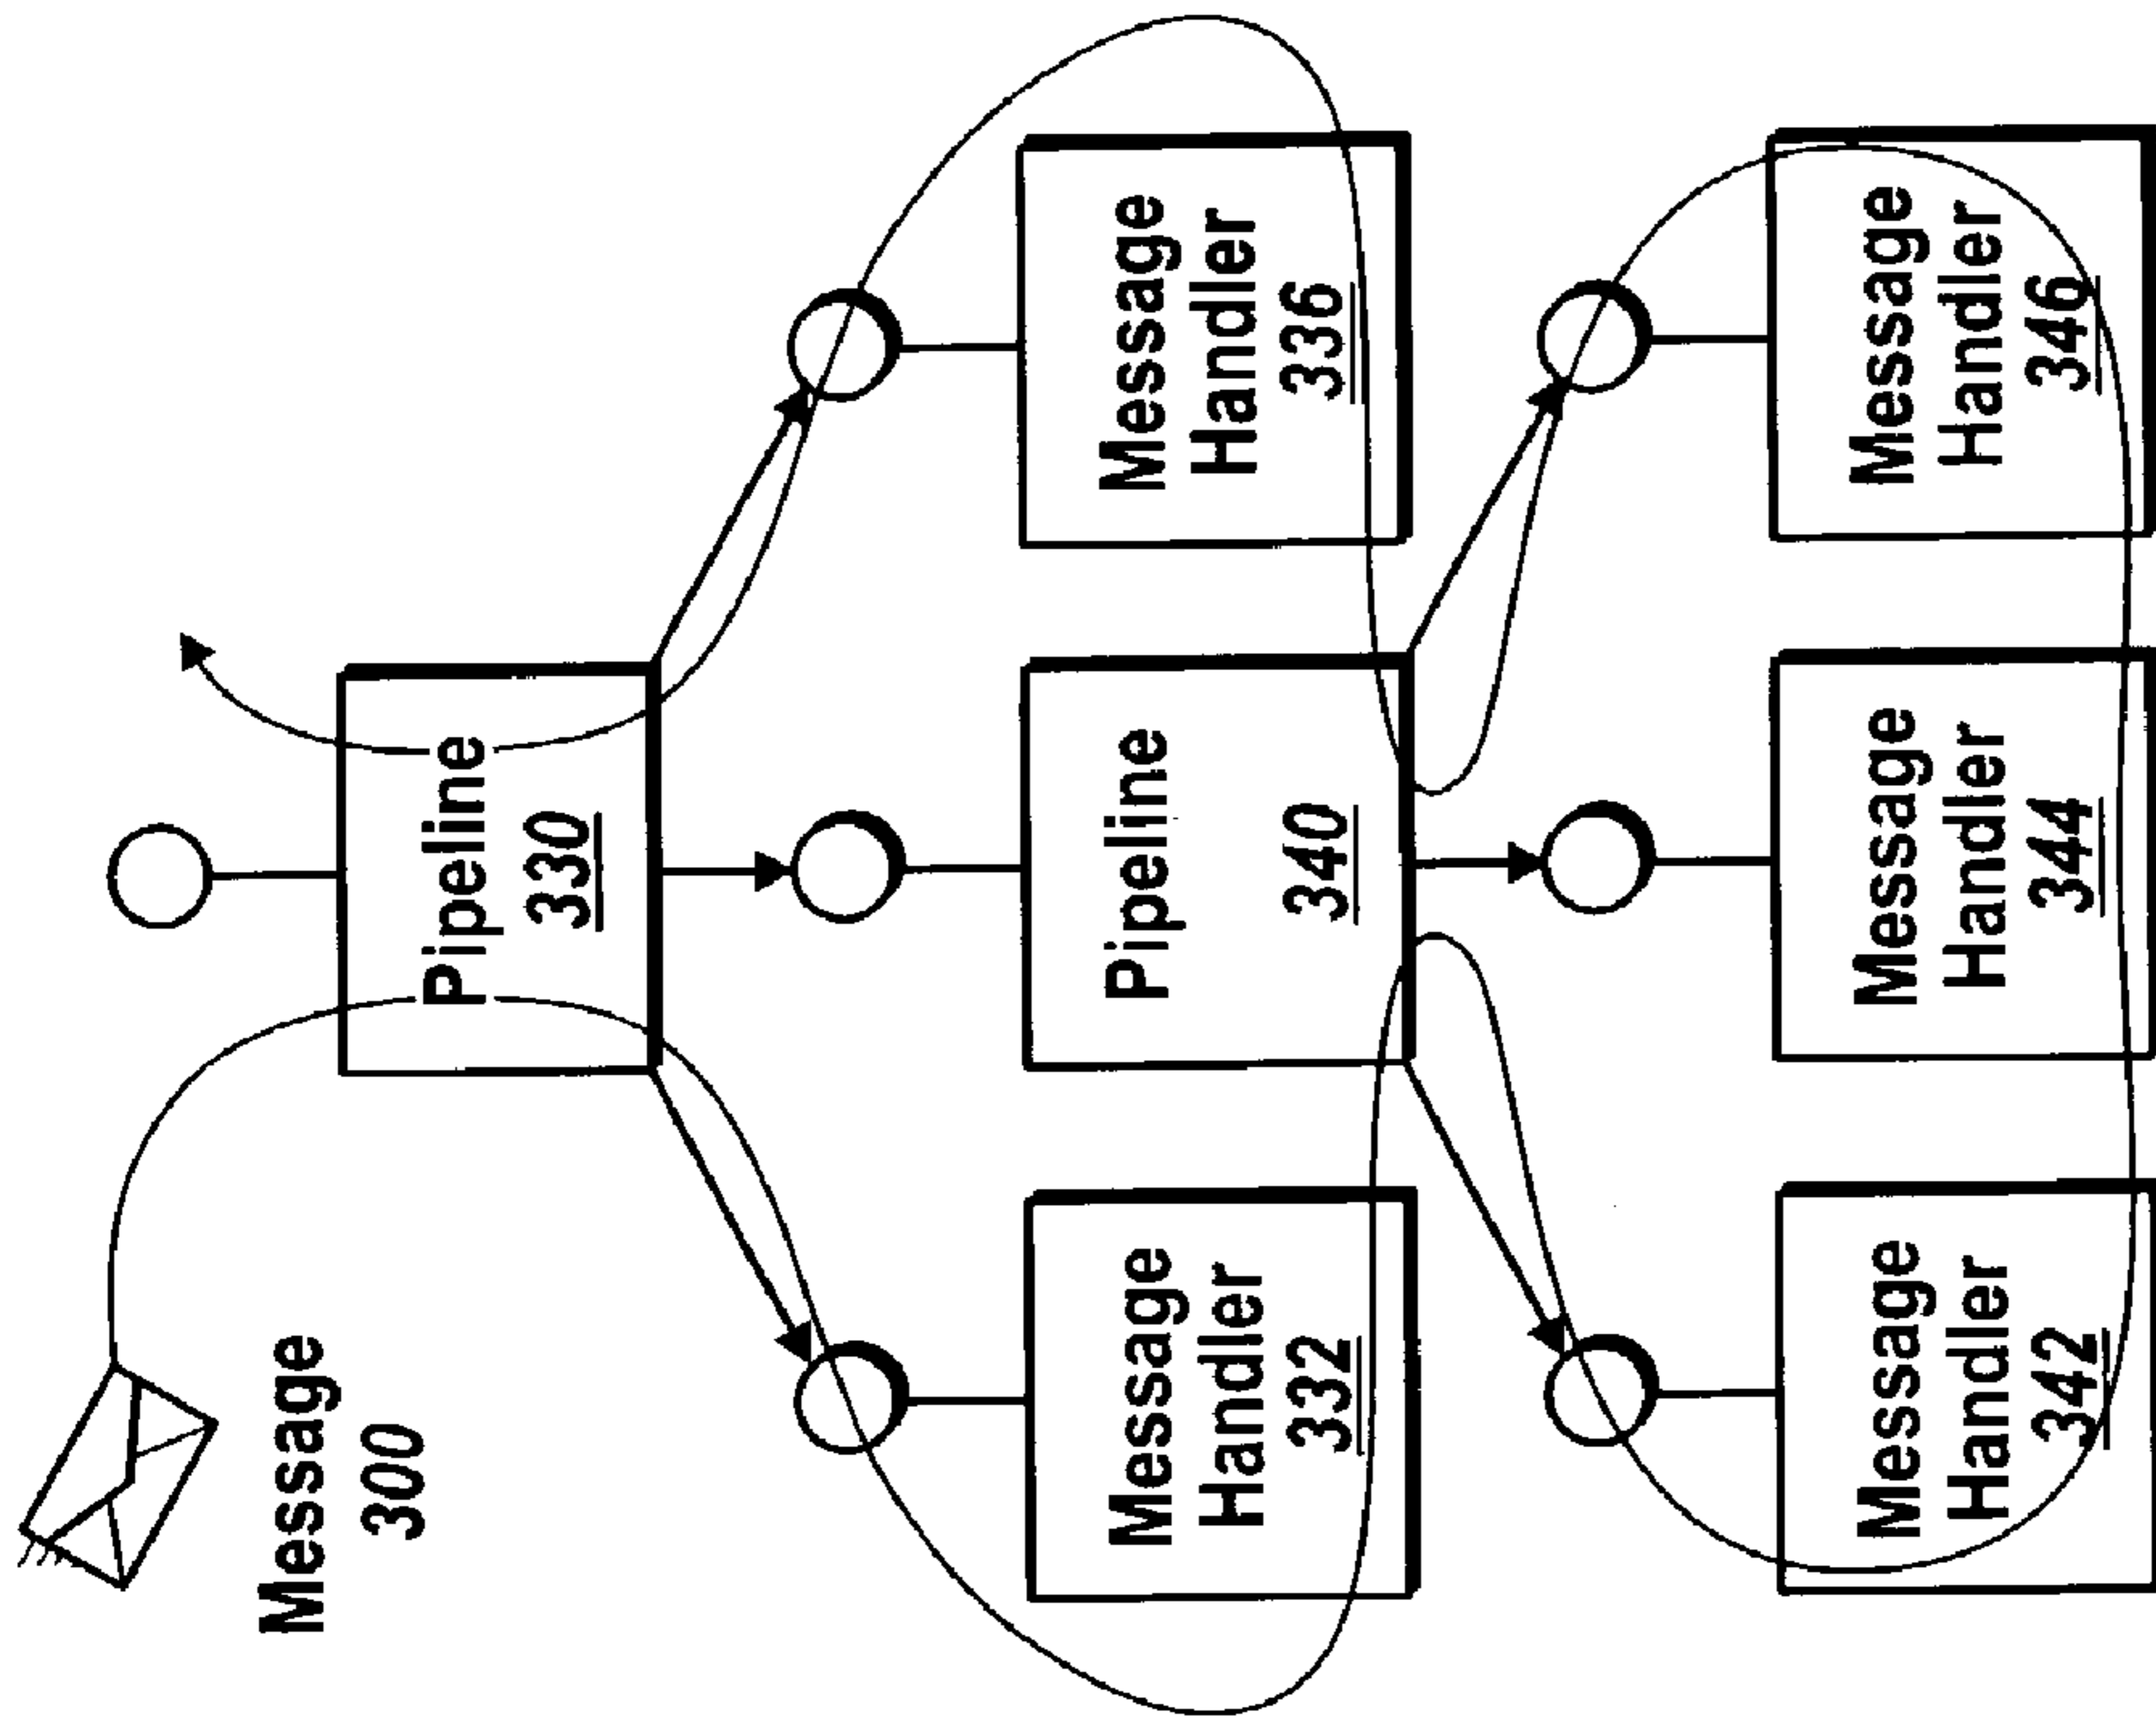 Message
300
Pipeline
330
Message
Handler
332
Pipeline
340
Message
Handler
336
Message
Handler
342
Message
Handler
344
Message
Handler
346